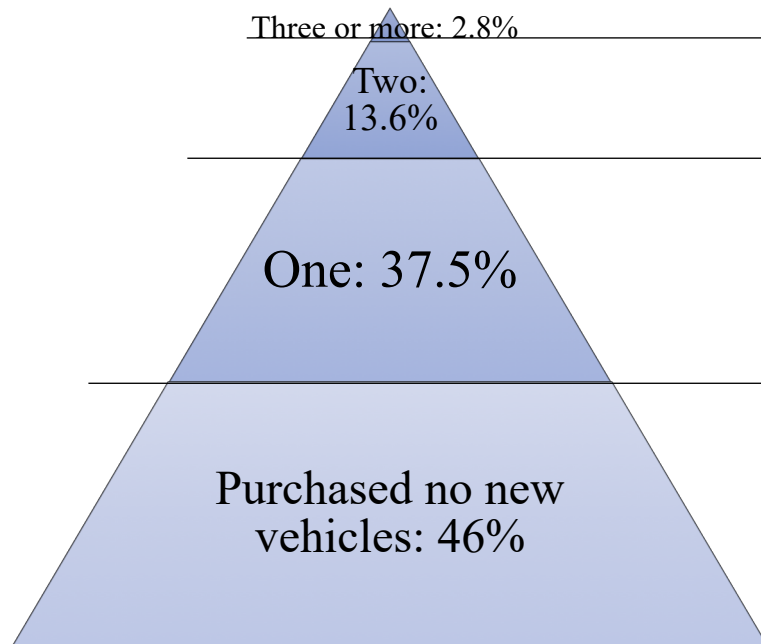 Three or more: 2.8%
Two:
13.6%
One: 37.5%
Purchased no new
vehicles: 46%